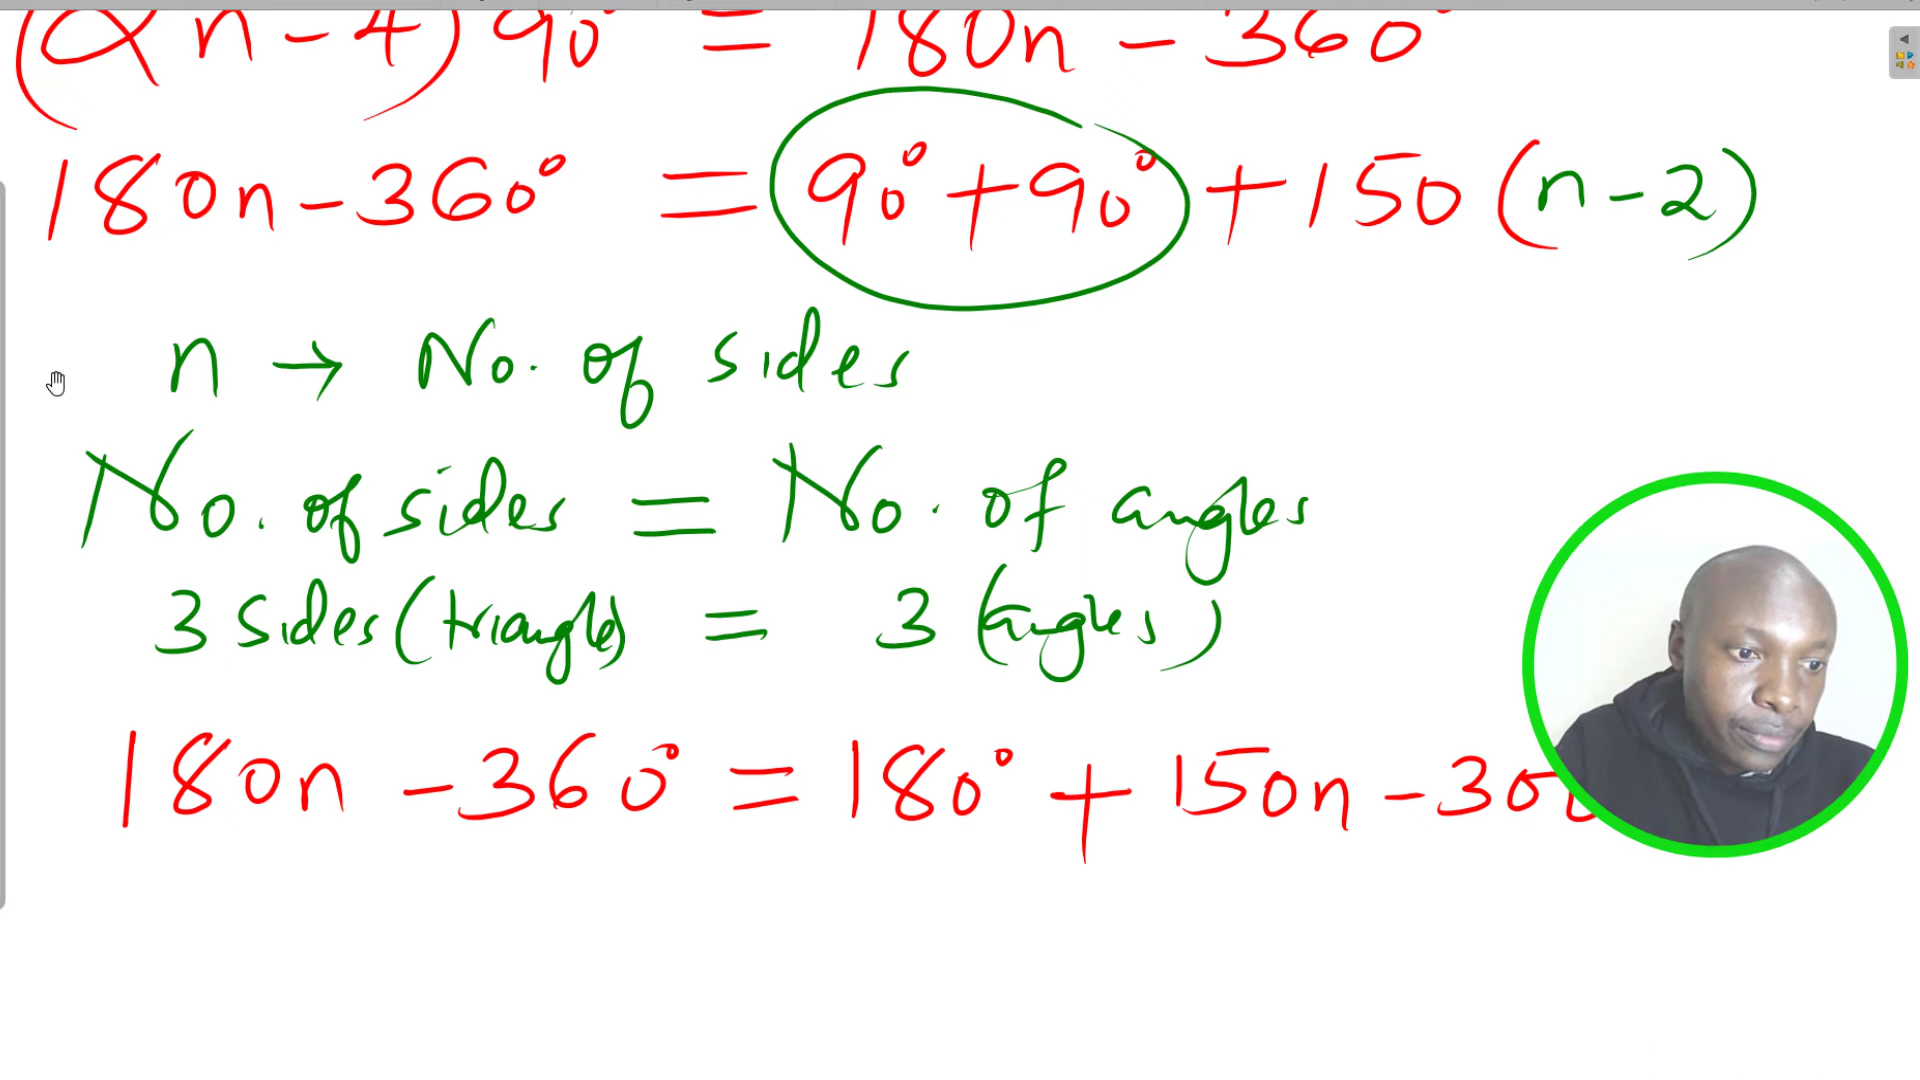 (2n-4)90° = 180n - 360°
180n - 360° = 90° + 90° + 150(n-2)
n → No. of sides
No. of sides = No. of angles
3 sides (triangle) = 3 (angles)
180n - 360° = 180° + 150n - 300